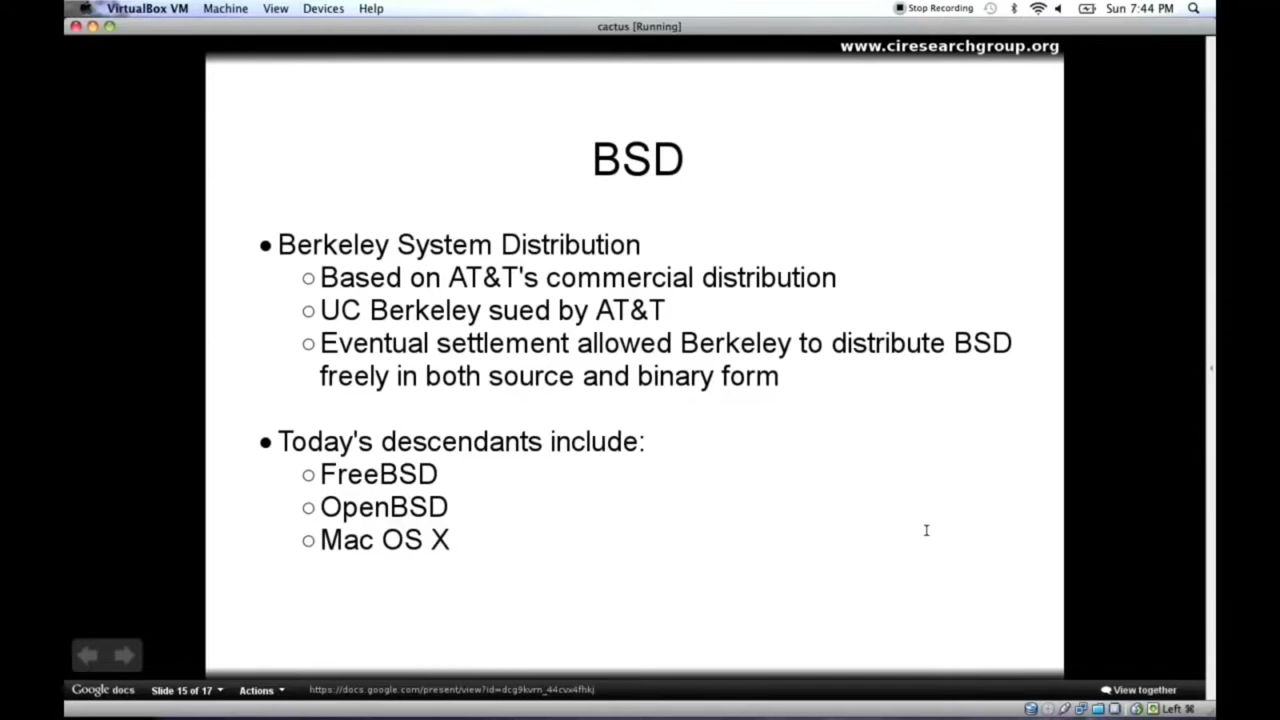 VirtualBox VM Machine View Devices Help Stop Recording Sun 7:44 PM
cactus [Running]
www.ciresearchgroup.org
BSD
Berkeley System Distribution
Based on AT&T's commercial distribution
UC Berkeley sued by AT&T
Eventual settlement allowed Berkeley to distribute BSD
freely in both source and binary form
Today's descendants include:
FreeBSD
OpenBSD
Mac OS X
Google docs Slide 15 of 17 Actions https://docs.google.com/present/view?id=dcg9kvrn_44cvx4fhkj View together
Left ⌘